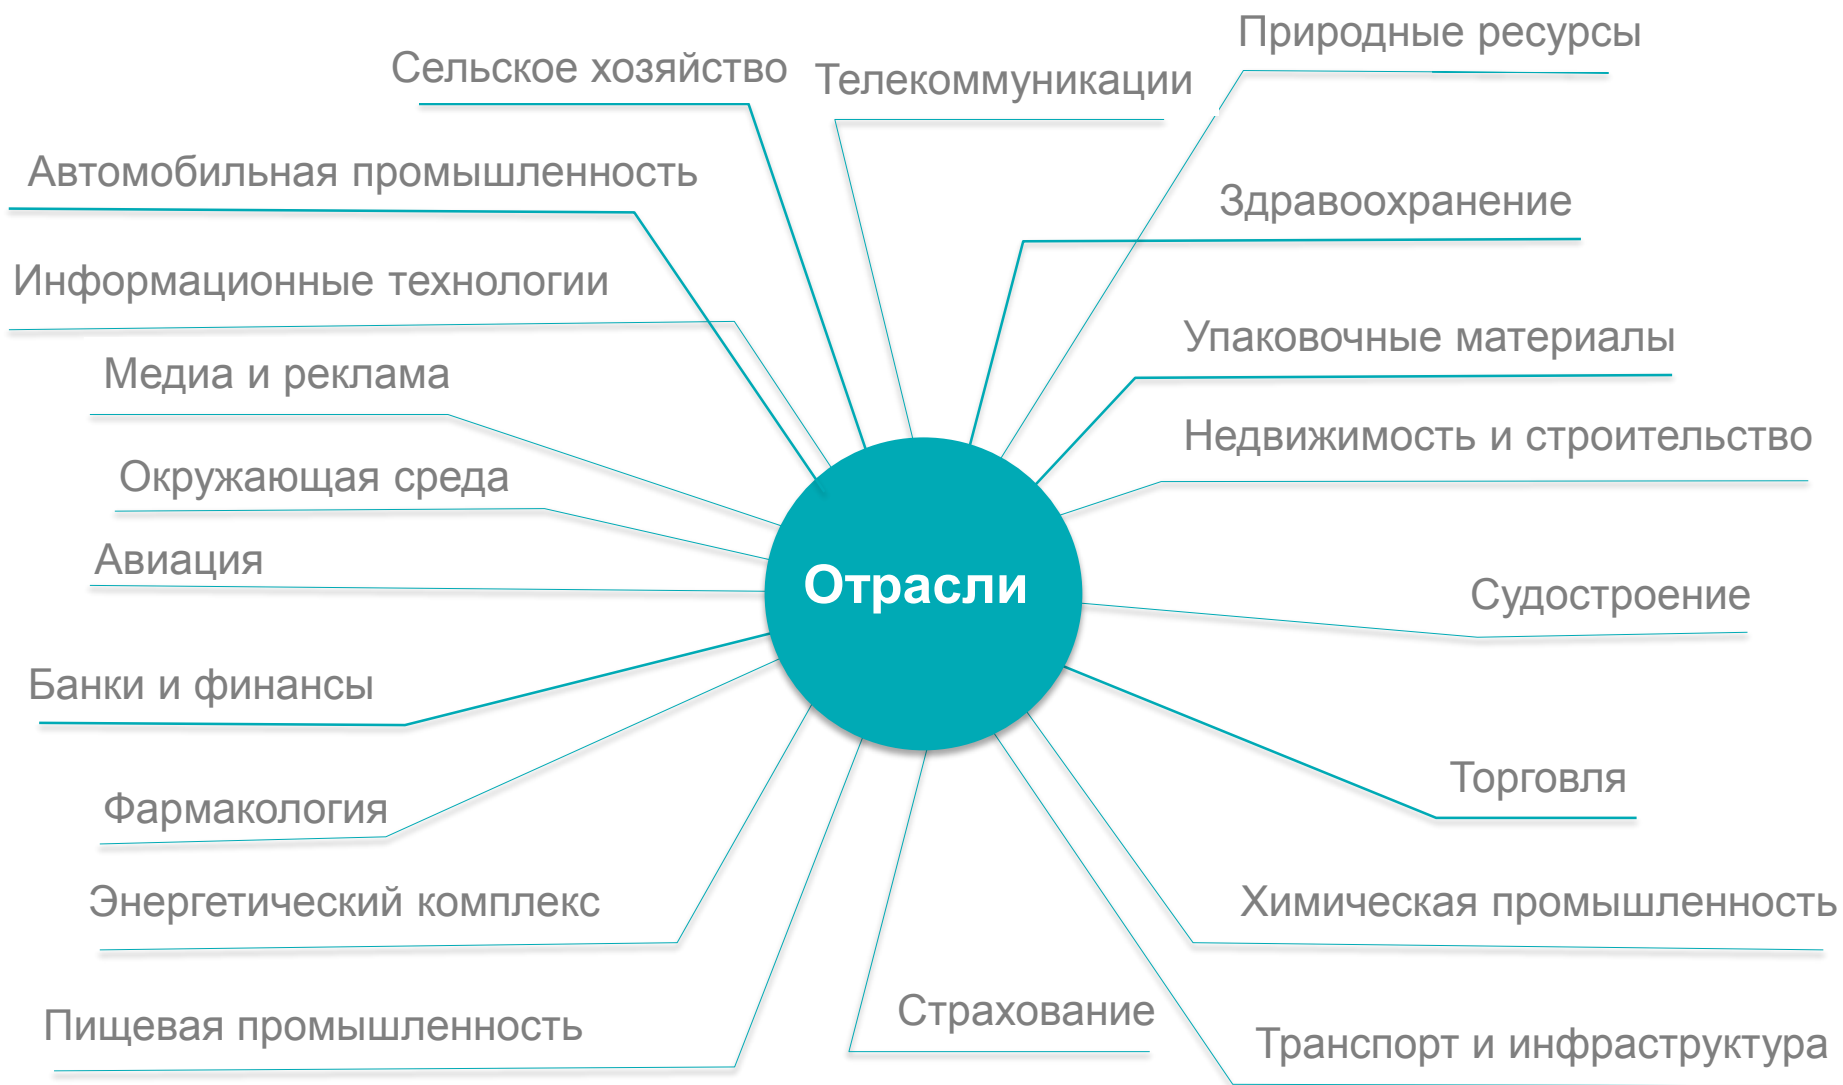 Природные ресурсы
Сельское хозяйство
Телекоммуникации
Автомобильная промышленность
Здравоохранение
Информационные технологии
Упаковочные материалы
Медиа и реклама
Недвижимость и строительство
Окружающая среда
Авиация
Отрасли
Судостроение
Банки и финансы
Торговля
Фармакология
Энергетический комплекс
Химическая промышленность
Страхование
Пищевая промышленность
Транспорт и инфраструктура